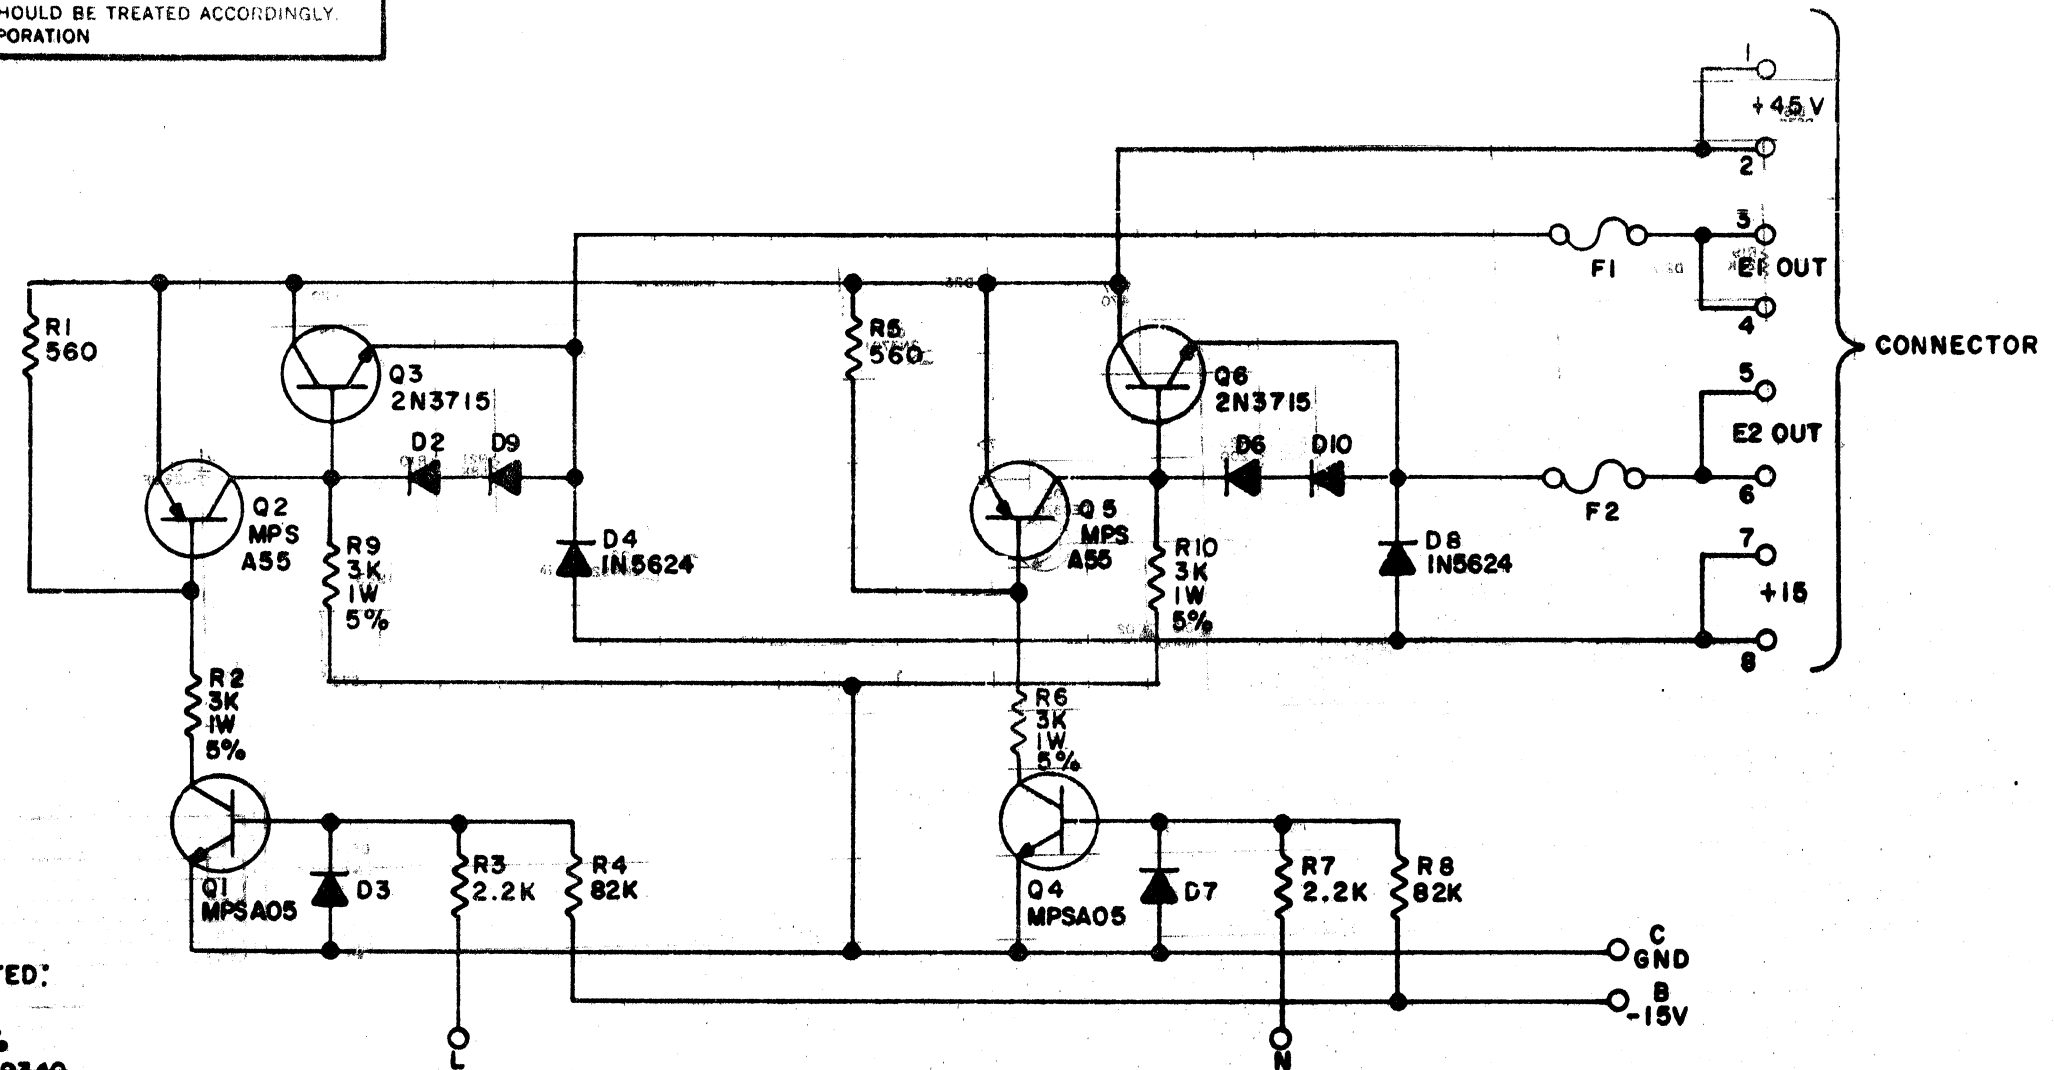 HOULD BE TREATED ACCORDINGLY.
PORATION
1
+45V
2
3
F1
E1 OUT
4
CONNECTOR
R1
560
R5
560
Q3
2N3715
Q6
2N3715
5
E2 OUT
6
D2
D9
D6
D10
F2
Q2
MPS
A55
Q5
MPS
A55
R9
3K
1W
5%
D4
IN5624
R10
3K
1W
5%
D8
IN5624
7
+15
8
R2
3K
1W
5%
R6
3K
1W
5%
Q1
MPSA05
D3
R3
2.2K
R4
82K
Q4
MPSA05
D7
R7
2.2K
R8
82K
C
GND
B
-15V
TED:
L
N